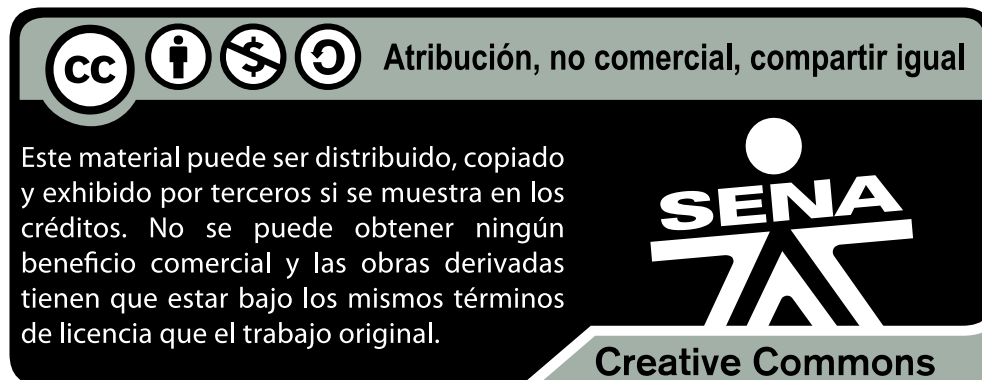 cc $ Atribución, no comercial, compartir igual
Este material puede ser distribuido, copiado
y exhibido por terceros si se muestra en los
créditos. No se puede obtener ningún
beneficio comercial y las obras derivadas
tienen que estar bajo los mismos términos
de licencia que el trabajo original.
SENA
Creative Commons